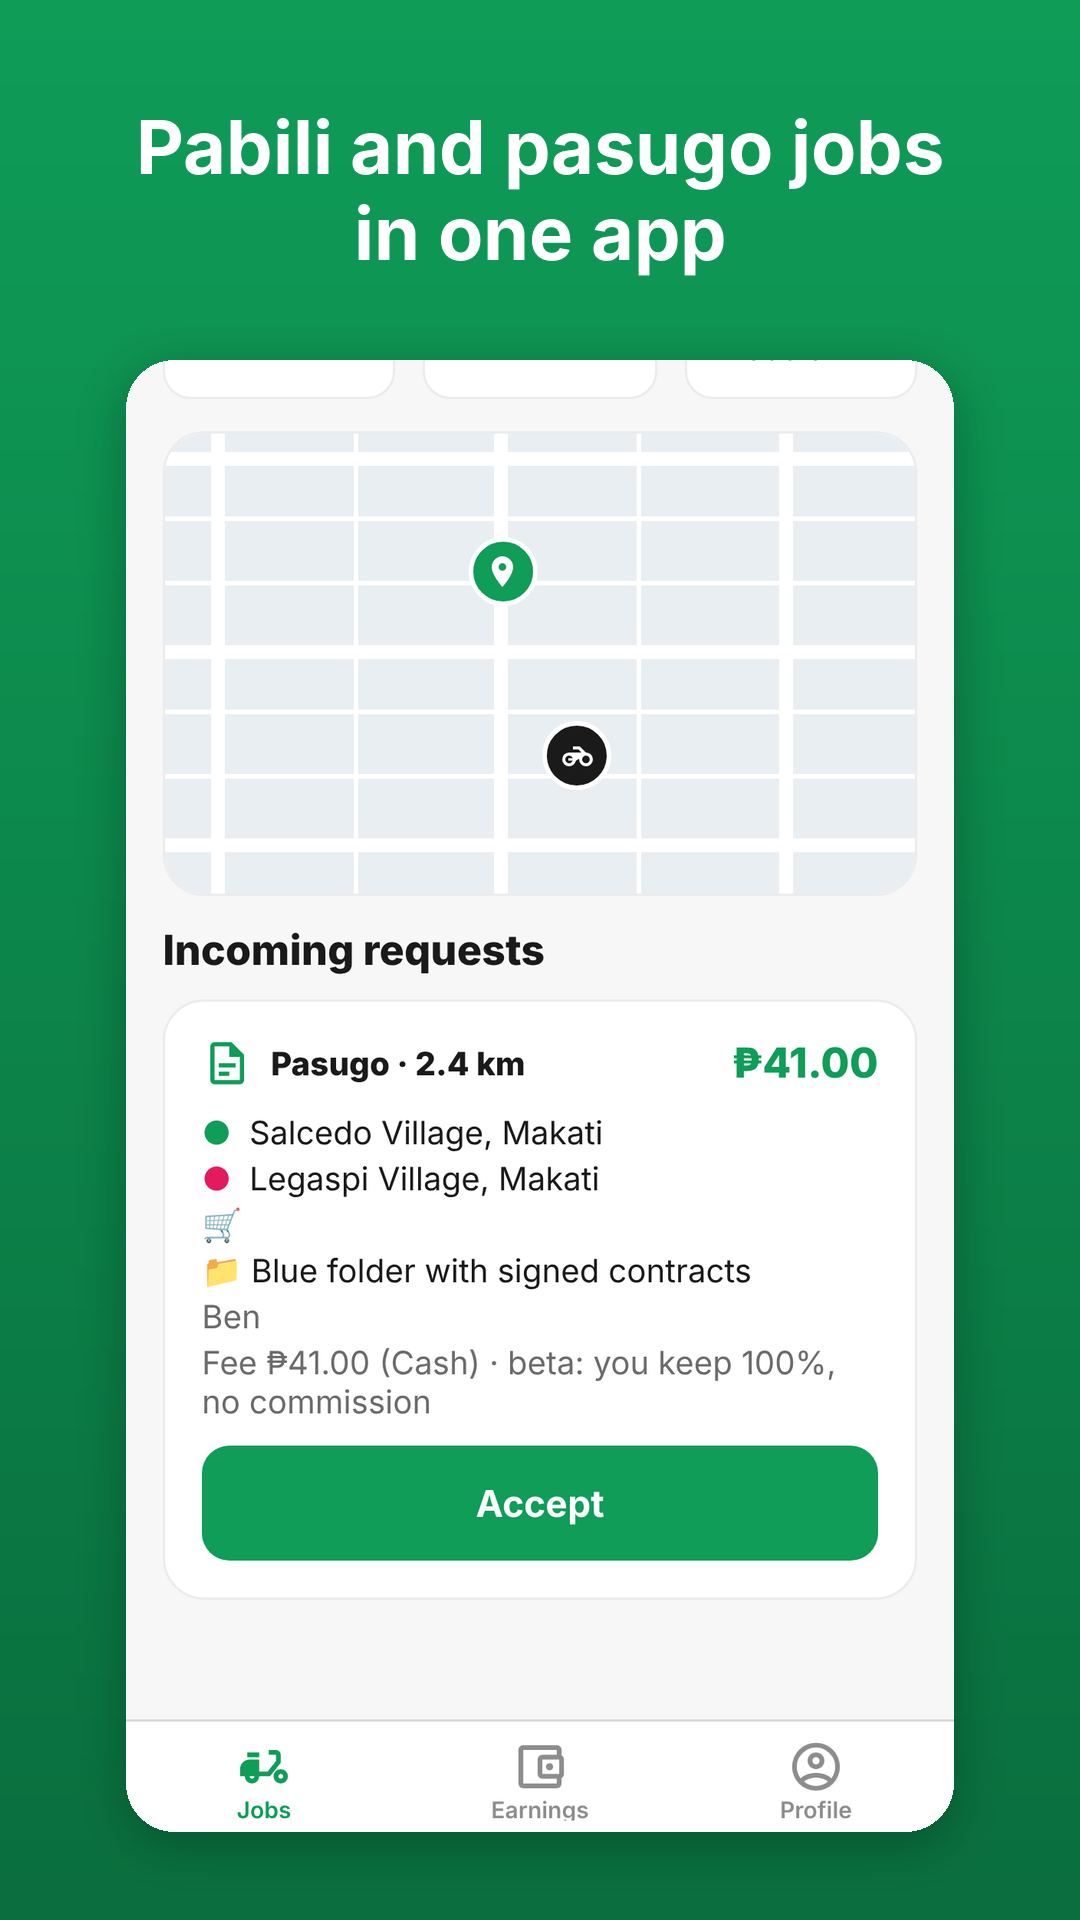 Pabili and pasugo jobs
in one app
Incoming requests
Pasugo · 2.4 km
₱41.00
Salcedo Village, Makati
Legaspi Village, Makati
Blue folder with signed contracts
Ben
Fee ₱41.00 (Cash) · beta: you keep 100%,
no commission
Accept
Jobs
Earnings
Profile